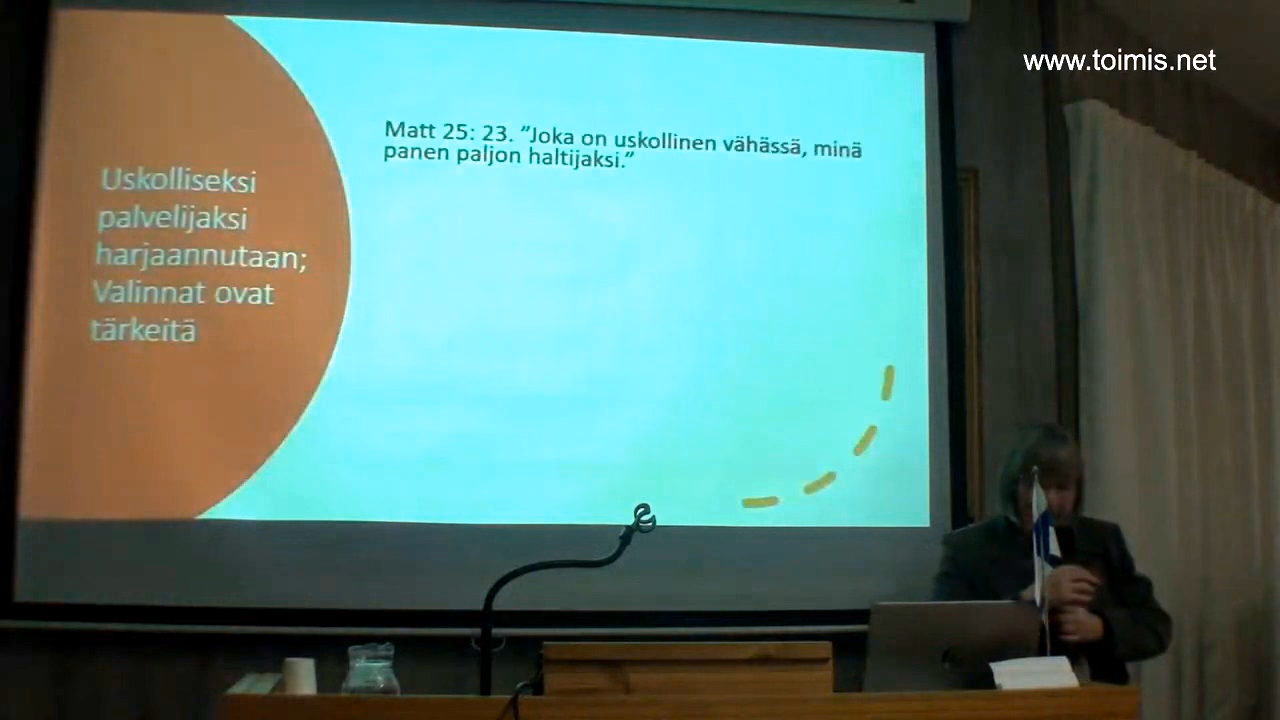 www.toimis.net
Matt 25: 23. ”Joka on uskollinen vähässä, minä
panen paljon haltijaksi.”
Uskolliseksi
palvelijaksi
harjaannutaan;
Valinnat ovat
tärkeitä